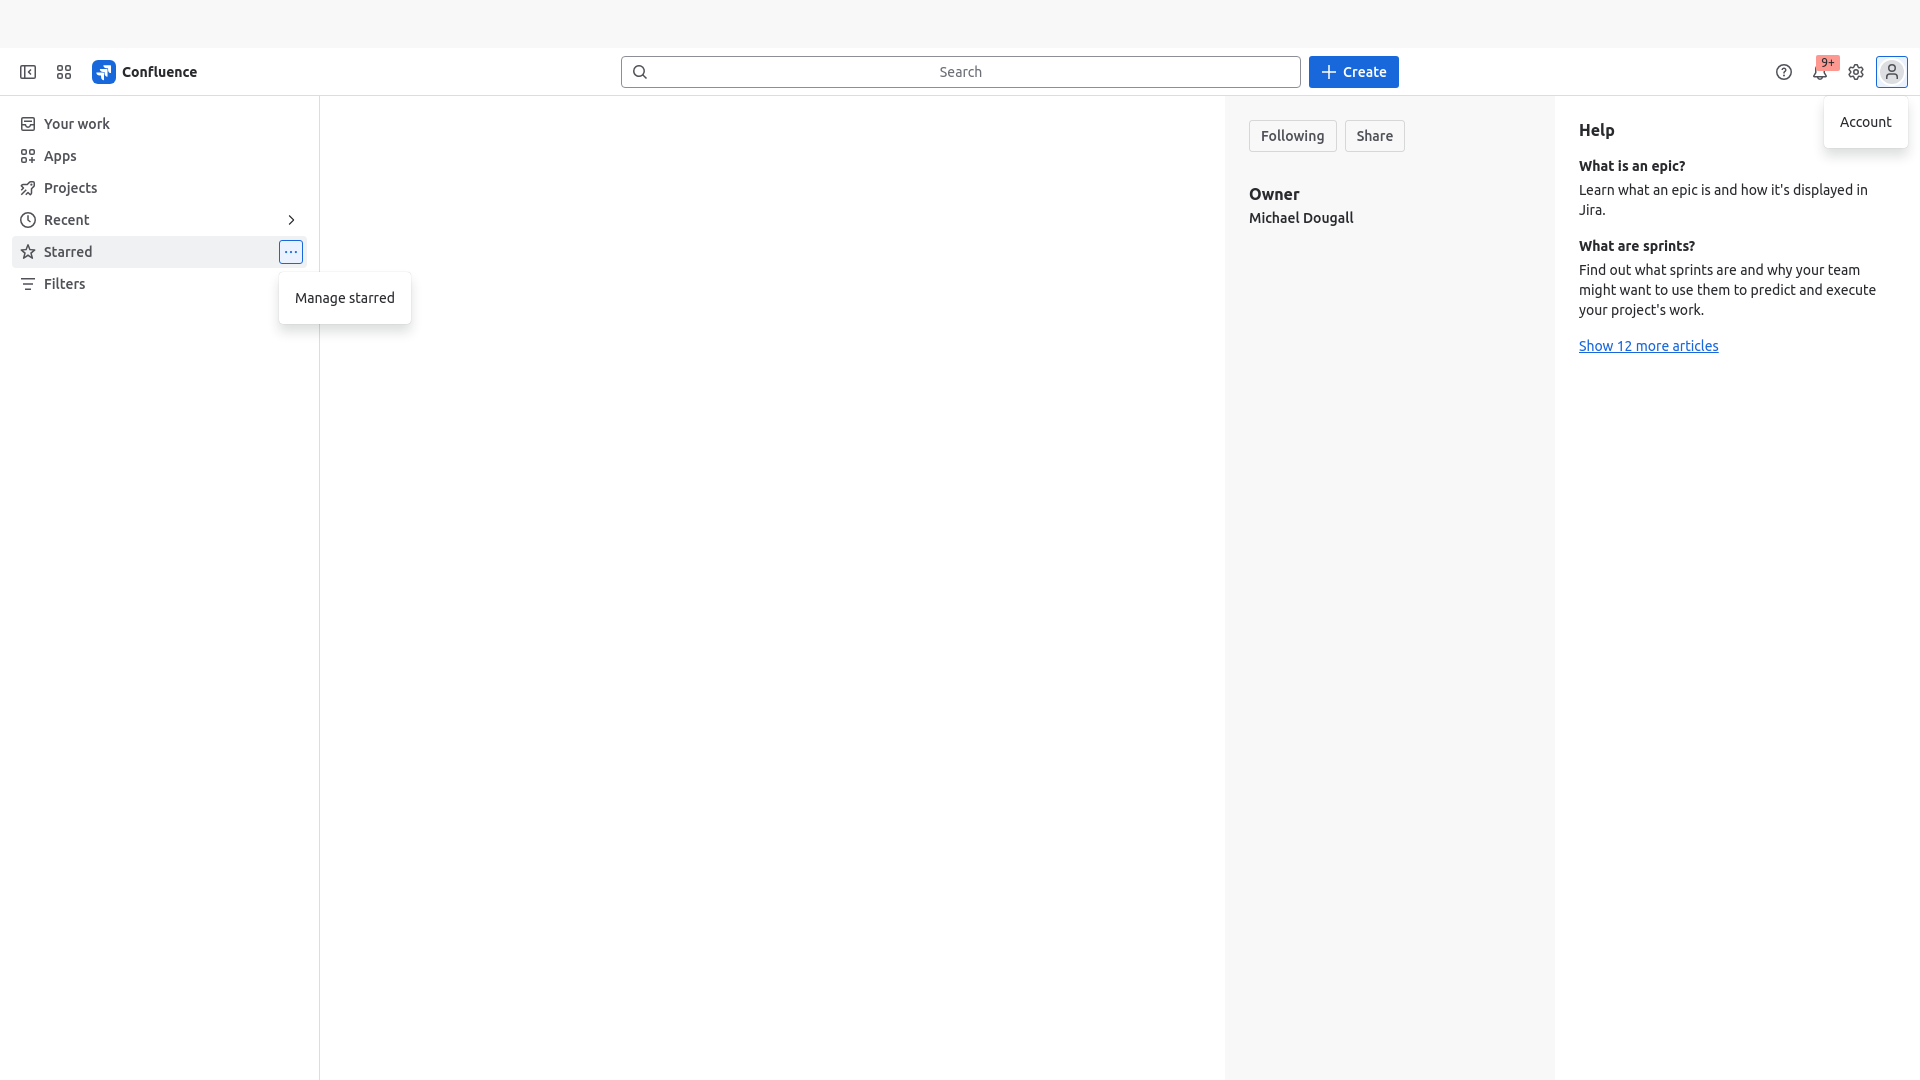 Confluence
Search
Create
9+
Account
Your work
Apps
Projects
Recent
Starred
Filters
Manage starred
Following
Share
Owner
Michael Dougall
Help
What is an epic?
Learn what an epic is and how it's displayed in
Jira.
What are sprints?
Find out what sprints are and why your team
might want to use them to predict and execute
your project's work.
Show 12 more articles